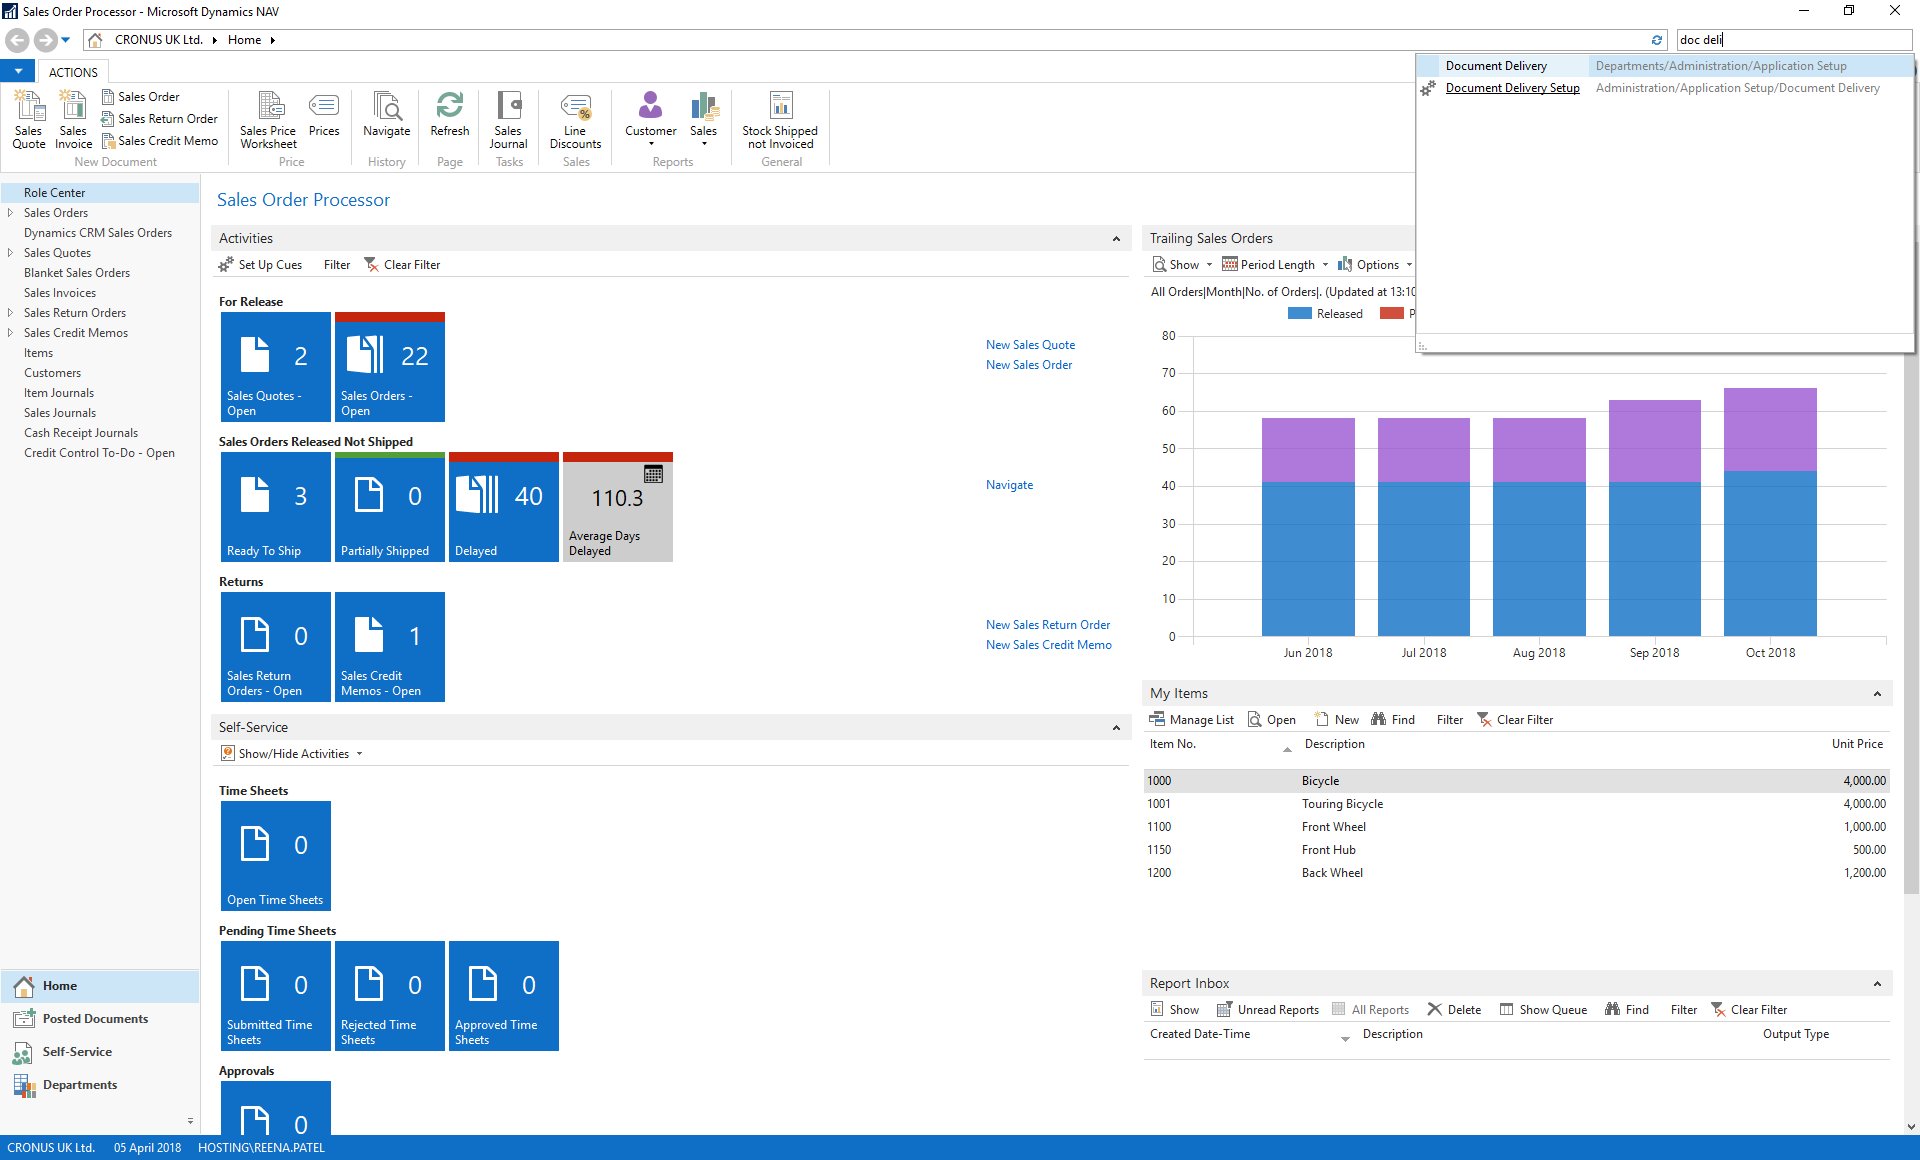 Sales Order Processor - Microsoft Dynamics NAV
CRONUS UK Ltd. Home
doc deli
ACTIONS
Document Delivery Departments/Administration/Application Setup
Document Delivery Setup Administration/Application Setup/Document Delivery
Sales Quote
Sales Invoice
Sales Order
Sales Return Order
Sales Credit Memo
New Document
Sales Price Worksheet
Prices
Price
Navigate
History
Refresh
Page
Sales Journal
Tasks
Line Discounts
Sales
Customer
Sales
Reports
Stock Shipped not Invoiced
General
Role Center
Sales Orders
Dynamics CRM Sales Orders
Sales Quotes
Blanket Sales Orders
Sales Invoices
Sales Return Orders
Sales Credit Memos
Items
Customers
Item Journals
Sales Journals
Cash Receipt Journals
Credit Control To-Do - Open
Home
Posted Documents
Self-Service
Departments
Sales Order Processor
Activities
Set Up Cues Filter Clear Filter
For Release
2
Sales Quotes - Open
22
Sales Orders - Open
New Sales Quote
New Sales Order
Sales Orders Released Not Shipped
3
Ready To Ship
0
Partially Shipped
40
Delayed
110.3
Average Days Delayed
Navigate
Returns
0
Sales Return Orders - Open
1
Sales Credit Memos - Open
New Sales Return Order
New Sales Credit Memo
Self-Service
Show/Hide Activities
Time Sheets
0
Open Time Sheets
Pending Time Sheets
0
Submitted Time Sheets
0
Rejected Time Sheets
0
Approved Time Sheets
Approvals
0
Trailing Sales Orders
Show Period Length Options
All Orders|Month|No. of Orders|. (Updated at 13:10
Released P
80
70
60
50
40
30
20
10
0
Jun 2018 Jul 2018 Aug 2018 Sep 2018 Oct 2018
My Items
Manage List Open New Find Filter Clear Filter
Item No. Description Unit Price
1000 Bicycle 4,000.00
1001 Touring Bicycle 4,000.00
1100 Front Wheel 1,000.00
1150 Front Hub 500.00
1200 Back Wheel 1,200.00
Report Inbox
Show Unread Reports All Reports Delete Show Queue Find Filter Clear Filter
Created Date-Time Description Output Type
CRONUS UK Ltd. 05 April 2018 HOSTING\REENA.PATEL